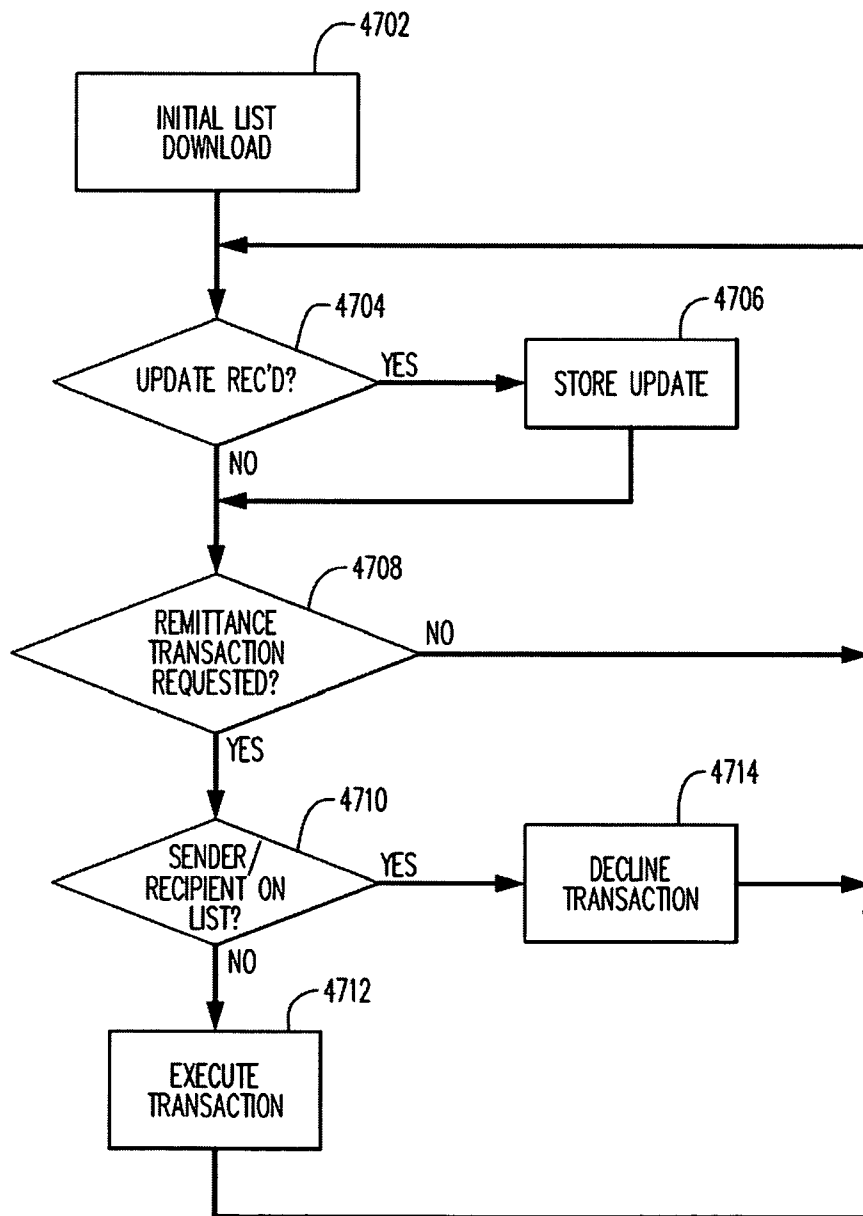 4702
INITIAL LIST
DOWNLOAD
4704
UPDATE REC'D?
YES
4706
STORE UPDATE
NO
4708
REMITTANCE
TRANSACTION
REQUESTED?
NO
YES
4710
SENDER/
RECIPIENT ON
LIST?
YES
4714
DECLINE
TRANSACTION
NO
4712
EXECUTE
TRANSACTION